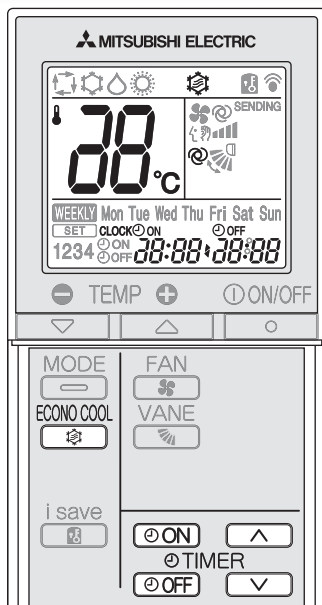 MITSUBISHI ELECTRIC
SENDING
88°C
WEEKLY Mon Tue Wed Thu Fri Sat Sun
SET CLOCK ON OFF
1234 ON OFF 88:88 88:88
TEMP ON/OFF
MODE FAN
ECONO COOL VANE
i save
ON
TIMER
OFF